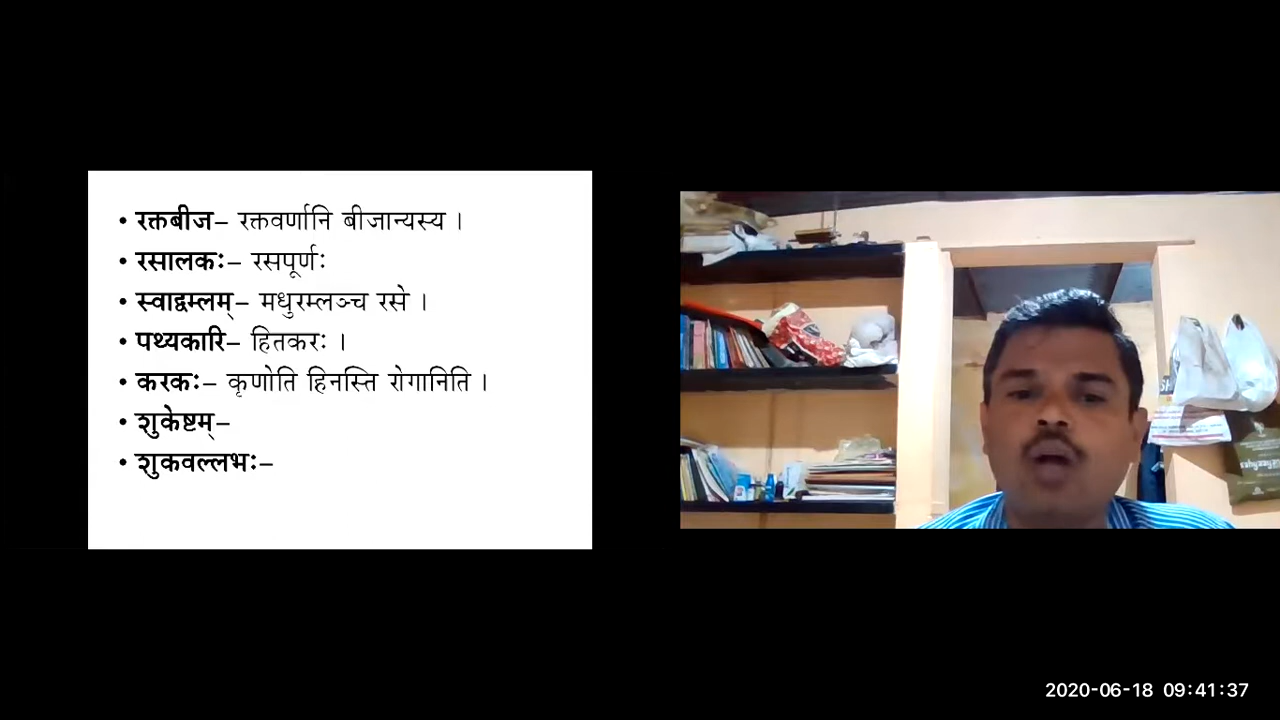 • रक्तबीज– रक्तवर्णानि बीजान्यस्य ।
• रसालकः– रसपूर्णः
• स्वाद्वम्लम्– मधुरम्लञ्च रसे ।
• पथ्यकारि– हितकरः ।
• करकः– कृणोति हिनस्ति रोगानिति ।
• शुकेष्टम्–
• शुकवल्लभः–
2020-06-18 09:41:37